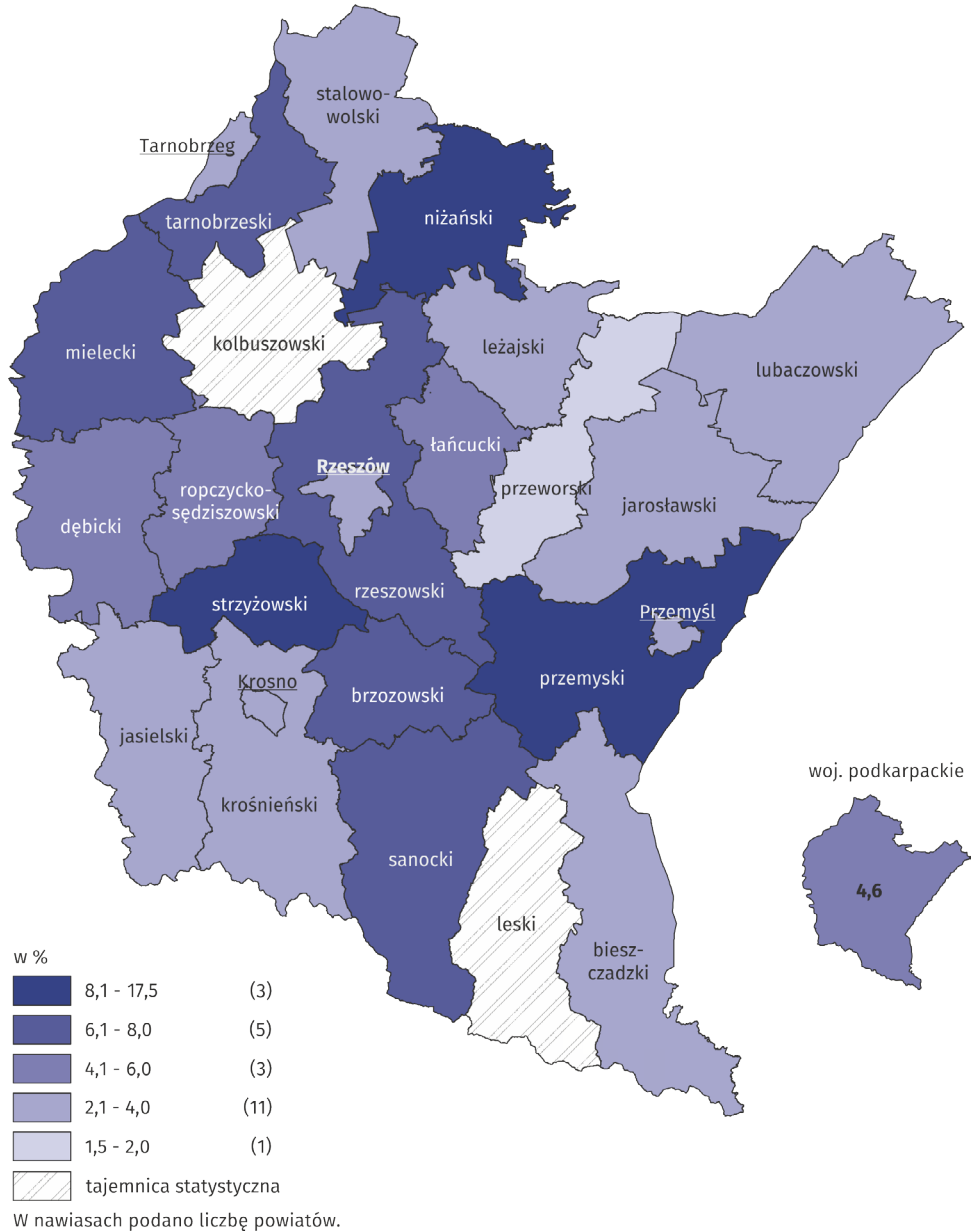 stalowo-
wolski
Tarnobrzeg
tarnobrzeski
niżański
mielecki
kolbuszowski
leżajski
lubaczowski
łańcucki
Rzeszów
ropczycko-
sędziszowski
przeworski
jarosławski
dębicki
rzeszowski
strzyżowski
Przemyśl
przemyski
Krosno
brzozowski
jasielski
krośnieński
sanocki
leski
biesz-
czadzki
woj. podkarpackie
4,6
w %
8,1 - 17,5 (3)
6,1 - 8,0 (5)
4,1 - 6,0 (3)
2,1 - 4,0 (11)
1,5 - 2,0 (1)
tajemnica statystyczna
W nawiasach podano liczbę powiatów.